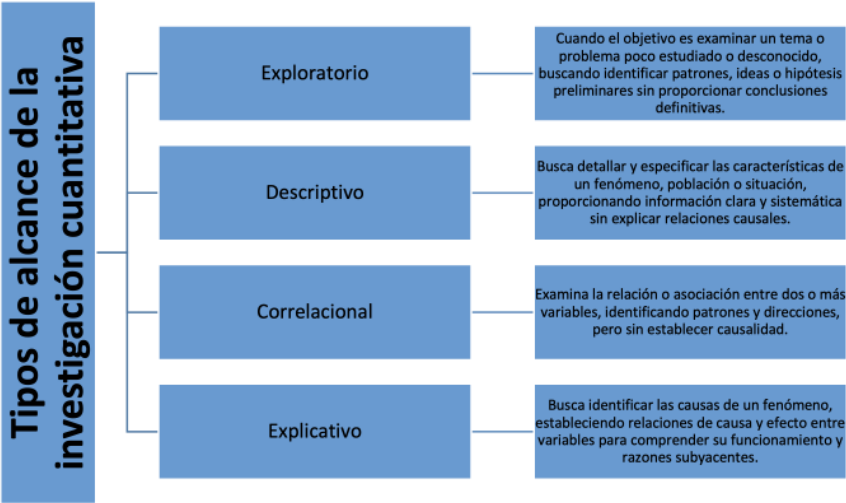 Tipos de alcance de la
investigación cuantitativa
Exploratorio
Cuando el objetivo es examinar un tema o
problema poco estudiado o desconocido,
buscando identificar patrones, ideas o hipótesis
preliminares sin proporcionar conclusiones
definitivas.
Descriptivo
Busca detallar y especificar las características de
un fenómeno, población o situación,
proporcionando información clara y sistemática
sin explicar relaciones causales.
Correlacional
Examina la relación o asociación entre dos o más
variables, identificando patrones y direcciones,
pero sin establecer causalidad.
Explicativo
Busca identificar las causas de un fenómeno,
estableciendo relaciones de causa y efecto entre
variables para comprender su funcionamiento y
razones subyacentes.